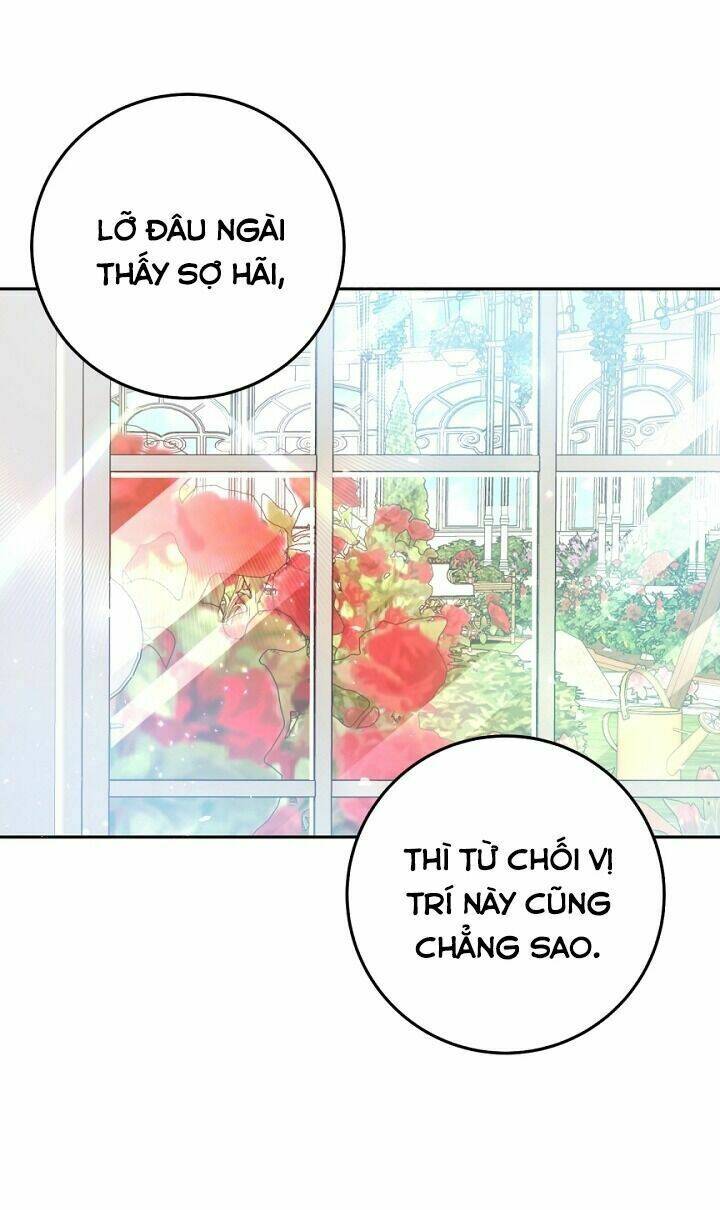 LỠ ĐÂU NGÀI
THẤY SỢ HÃI,
THÌ TỪ CHỐI VỊ
TRÍ NÀY CŨNG
CHẲNG SAO.